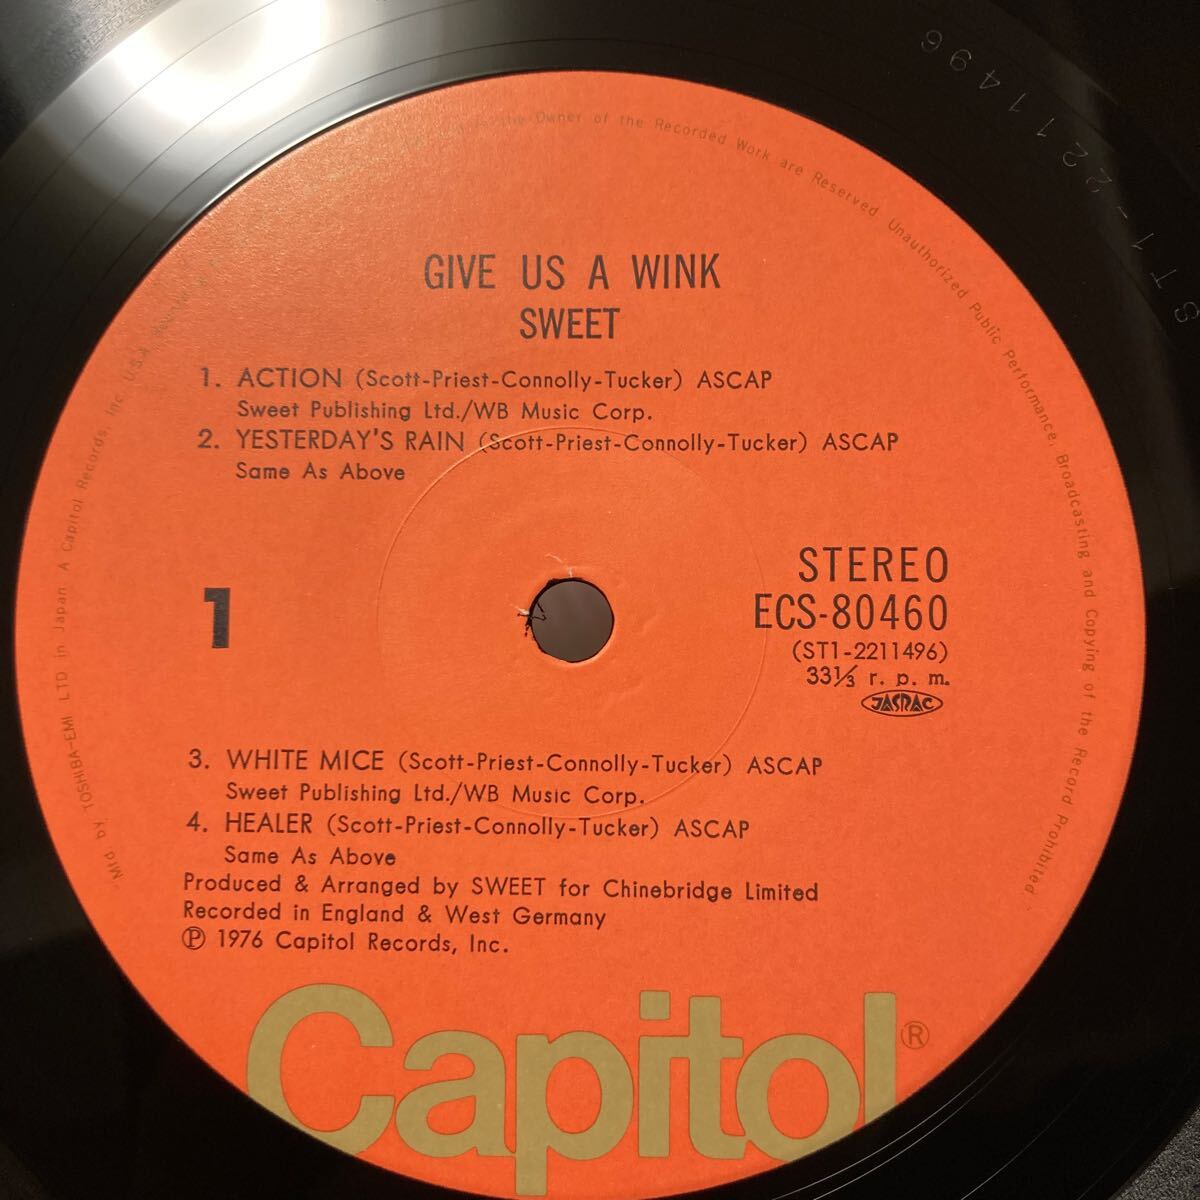 GIVE US A WINK
SWEET
1. ACTION (Scott-Priest-Connolly-Tucker) ASCAP
Sweet Publishing Ltd./WB Music Corp.
2. YESTERDAY'S RAIN (Scott-Priest-Connolly-Tucker) ASCAP
Same As Above
1
STEREO
ECS-80460
(ST1-2211496)
33⅓ r. p. m.
JASRAC
3. WHITE MICE (Scott-Priest-Connolly-Tucker) ASCAP
Sweet Publishing Ltd./WB Music Corp.
4. HEALER (Scott-Priest-Connolly-Tucker) ASCAP
Same As Above
Produced & Arranged by SWEET for Chinebridge Limited
Recorded in England & West Germany
Ⓟ 1976 Capitol Records, Inc.
Capitol®
Mfd. by TOSHIBA-EMI LTD in Japan A Capitol Records, Inc. U.S.A.
the Owner of the Recorded Work are Reserved Unauthorized Public Performance, Broadcasting and Copying of the Record Prohibited.
ST1-2211496